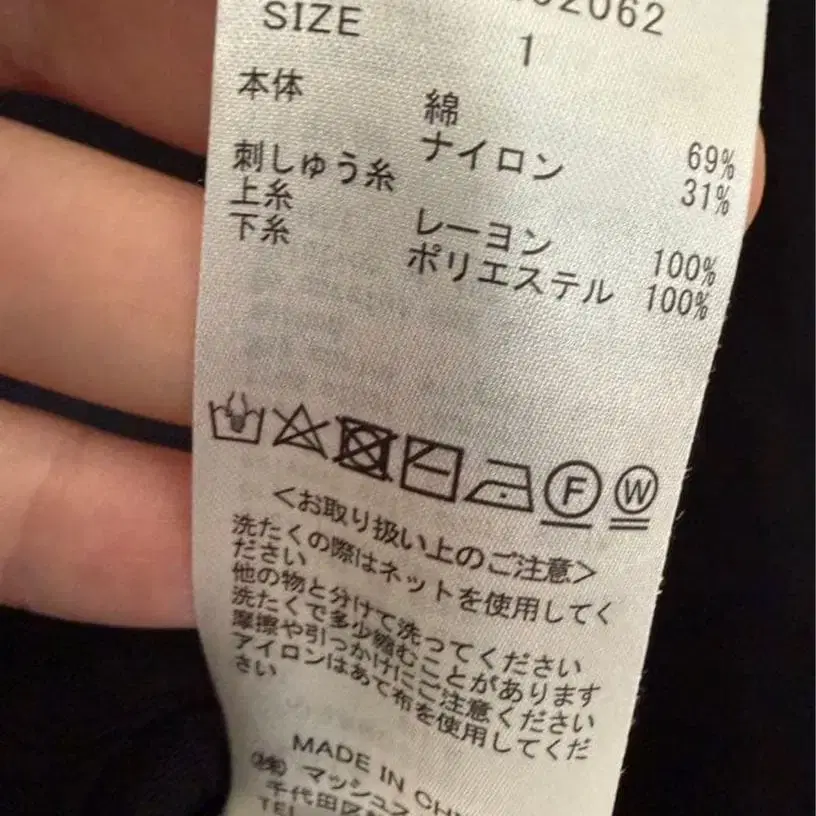 02062
SIZE 1
本体 綿 69%
ナイロン 31%
刺しゅう糸
上糸 レーヨン 100%
下糸 ポリエステル 100%
F W
<お取り扱い上のご注意>
洗たくの際はネットを使用してく
ださい
他の物と分けて洗ってください
洗たくで多少縮むことがあります
摩擦や引っかけにご注意ください
アイロンはあて布を使用してくだ
さい
MADE IN
㈱ マッシュ
千代田区
TEL